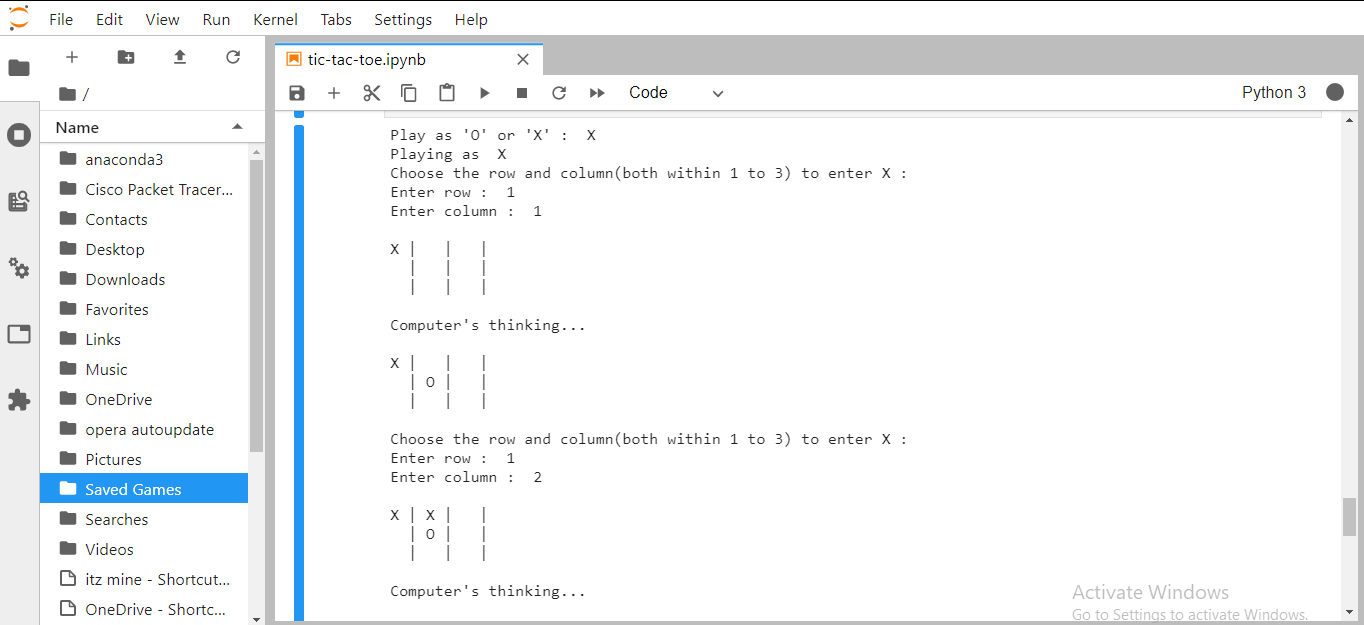 File Edit View Run Kernel Tabs Settings Help
tic-tac-toe.ipynb
/
Code
Python 3
Name
anaconda3
Cisco Packet Tracer...
Contacts
Desktop
Downloads
Favorites
Links
Music
OneDrive
opera autoupdate
Pictures
Saved Games
Searches
Videos
itz mine - Shortcut...
OneDrive - Shortc...
Play as 'O' or 'X' :  X
Playing as  X
Choose the row and column(both within 1 to 3) to enter X :
Enter row :  1
Enter column :  1
X |   |   |
  |   |   |
  |   |   |
Computer's thinking...
X |   |   |
  | O |   |
  |   |   |
Choose the row and column(both within 1 to 3) to enter X :
Enter row :  1
Enter column :  2
X | X |   |
  | O |   |
  |   |   |
Computer's thinking...
Activate Windows
Go to Settings to activate Windows.